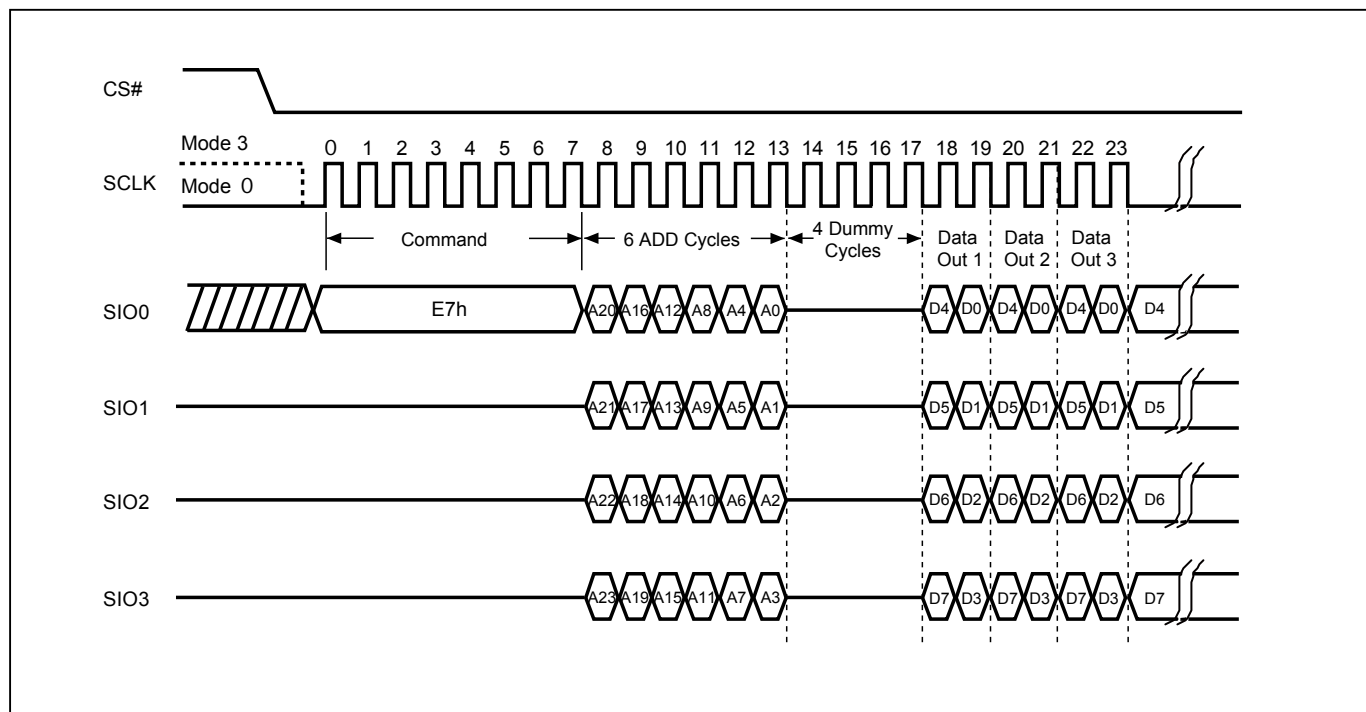 CS#
Mode 3
0 1 2 3 4 5 6 7 8 9 10 11 12 13 14 15 16 17 18 19 20 21 22 23
SCLK
Mode 0
Command
6 ADD Cycles
4 Dummy
Cycles
Data
Out 1
Data
Out 2
Data
Out 3
SIO0
E7h
A20 A16 A12 A8 A4 A0
D4 D0 D4 D0 D4 D0 D4
SIO1
A21 A17 A13 A9 A5 A1
D5 D1 D5 D1 D5 D1 D5
SIO2
A22 A18 A14 A10 A6 A2
D6 D2 D6 D2 D6 D2 D6
SIO3
A23 A19 A15 A11 A7 A3
D7 D3 D7 D3 D7 D3 D7